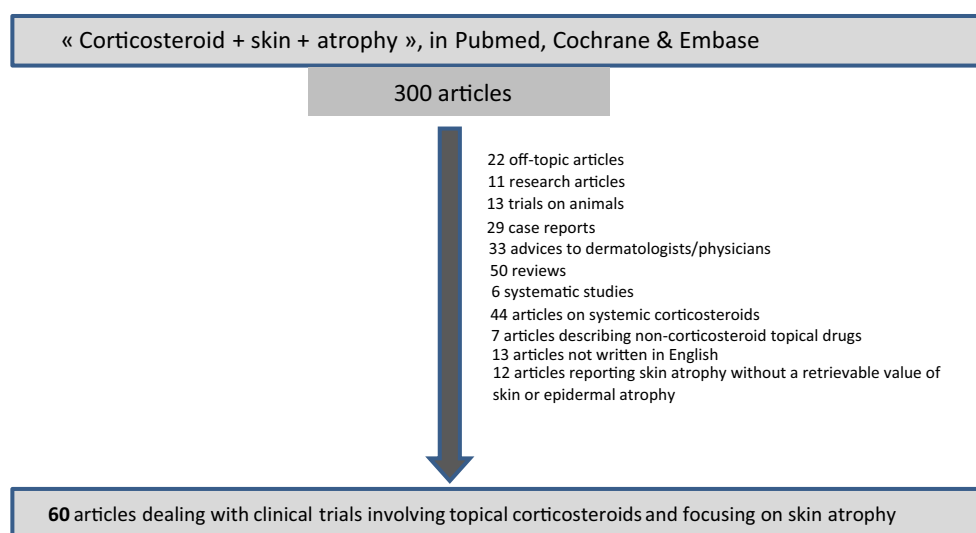 « Corticosteroid + skin + atrophy », in Pubmed, Cochrane & Embase
300 articles
22 off-topic articles
11 research articles
13 trials on animals
29 case reports
33 advices to dermatologists/physicians
50 reviews
6 systematic studies
44 articles on systemic corticosteroids
7 articles describing non-corticosteroid topical drugs
13 articles not written in English
12 articles reporting skin atrophy without a retrievable value of
skin or epidermal atrophy
60 articles dealing with clinical trials involving topical corticosteroids and focusing on skin atrophy